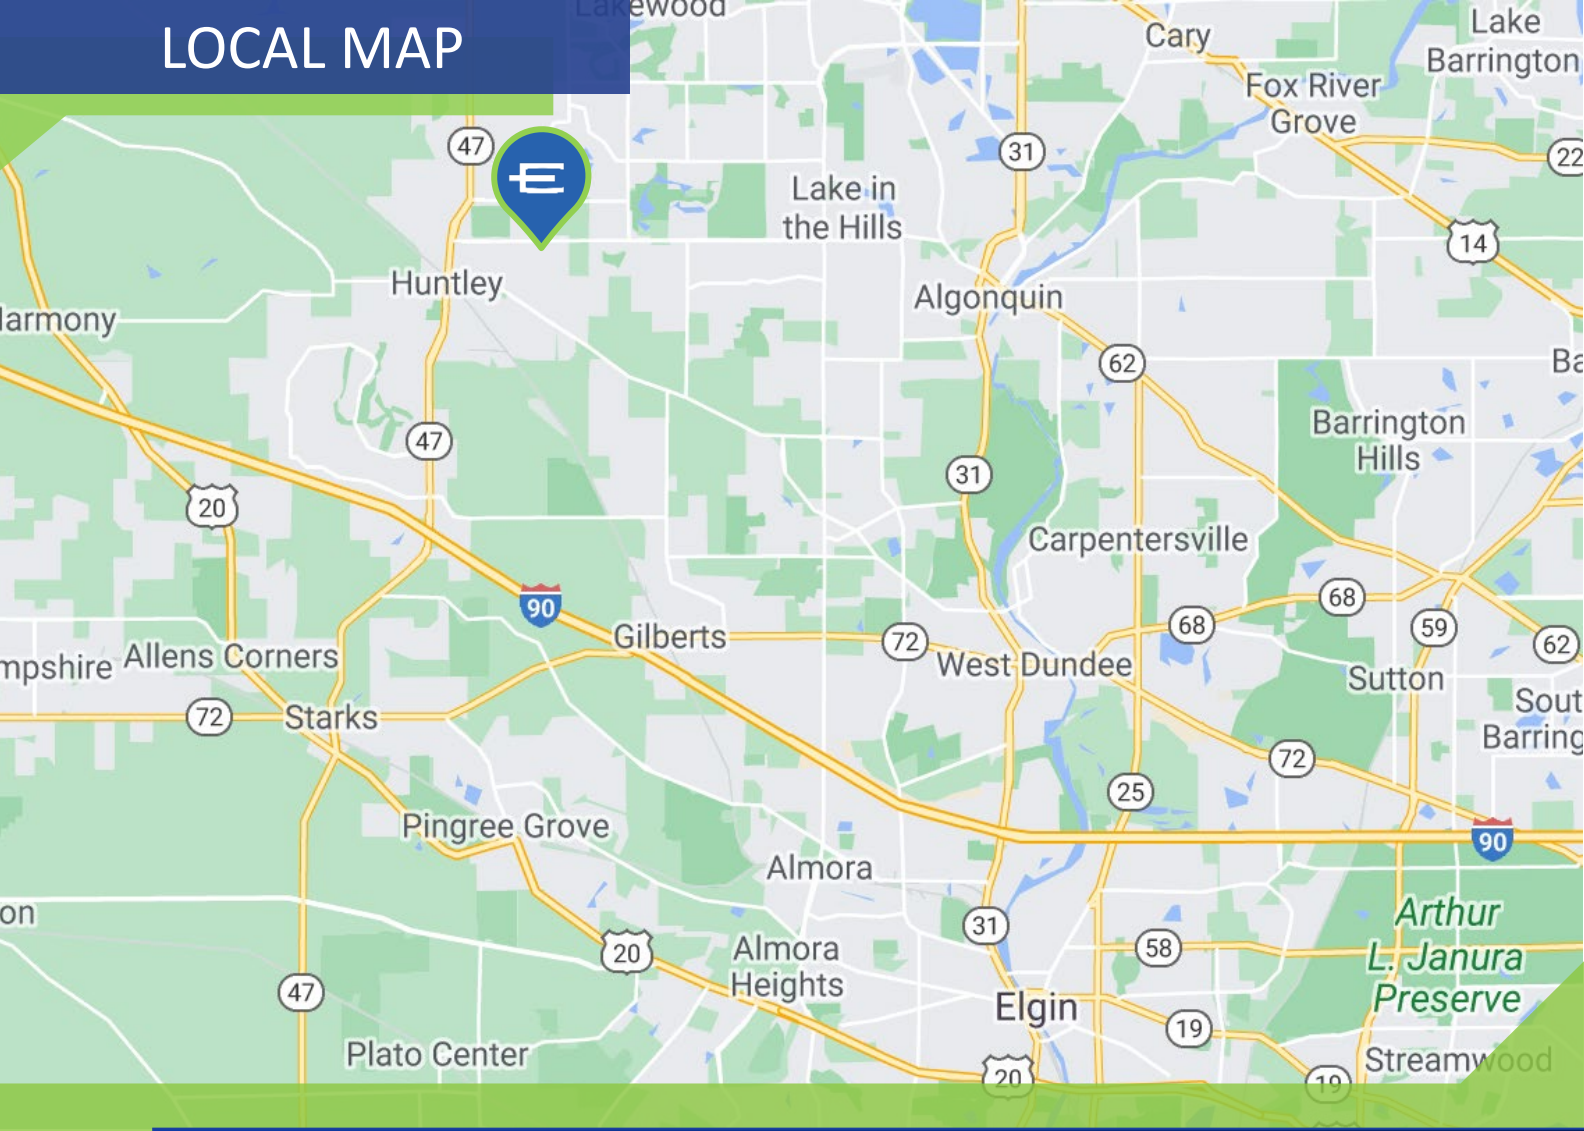 LOCAL MAP
Lakewood
Cary
Lake
Barrington
Fox River
Grove
47
E
31
22
Lake in
the Hills
14
Huntley
Algonquin
armony
62
Ba
Barrington
Hills
47
31
20
Carpentersville
90
68
68
59
62
Gilberts
72
West Dundee
mpshire
Allens Corners
Sutton
72
Starks
Sout
Barring
72
25
Pingree Grove
90
Almora
on
31
Arthur
L. Janura
Preserve
20
Almora
Heights
58
47
Elgin
19
Plato Center
Streamwood
20
19